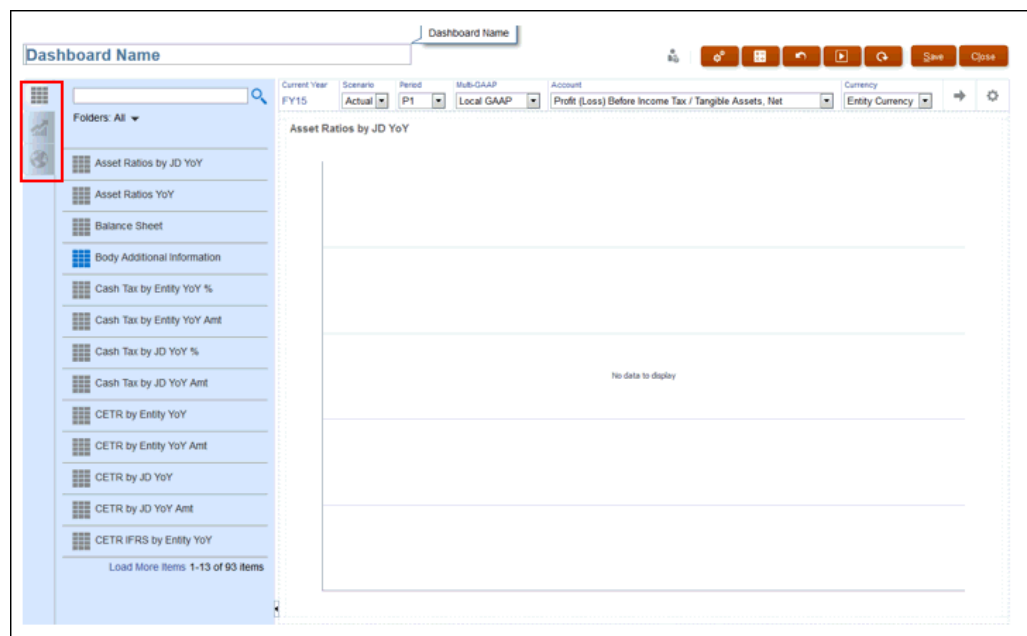 Dashboard Name
Dashboard Name
Save
Close
Current Year
FY15
Scenario
Actual
Period
P1
Multi-GAAP
Local GAAP
Account
Profit (Loss) Before Income Tax / Tangible Assets, Net
Currency
Entity Currency
Folders: All
Asset Ratios by JD YoY
Asset Ratios YoY
Balance Sheet
Body Additional Information
Cash Tax by Entity YoY %
Cash Tax by Entity YoY Amt
Cash Tax by JD YoY %
Cash Tax by JD YoY Amt
CETR by Entity YoY
CETR by Entity YoY Amt
CETR by JD YoY
CETR by JD YoY Amt
CETR IFRS by Entity YoY
Load More Items 1-13 of 93 items
Asset Ratios by JD YoY
No data to display